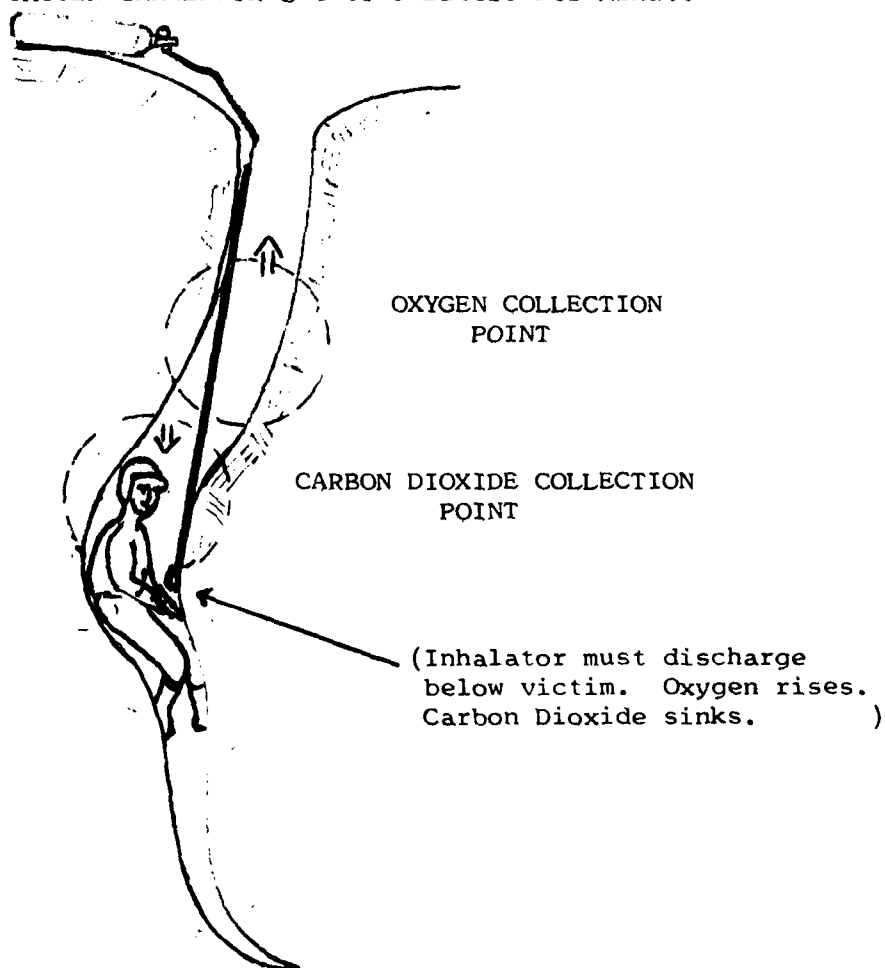 OXYGEN COLLECTION
POINT
CARBON DIOXIDE COLLECTION
POINT
(Inhalator must discharge
below victim. Oxygen rises.
Carbon Dioxide sinks. )